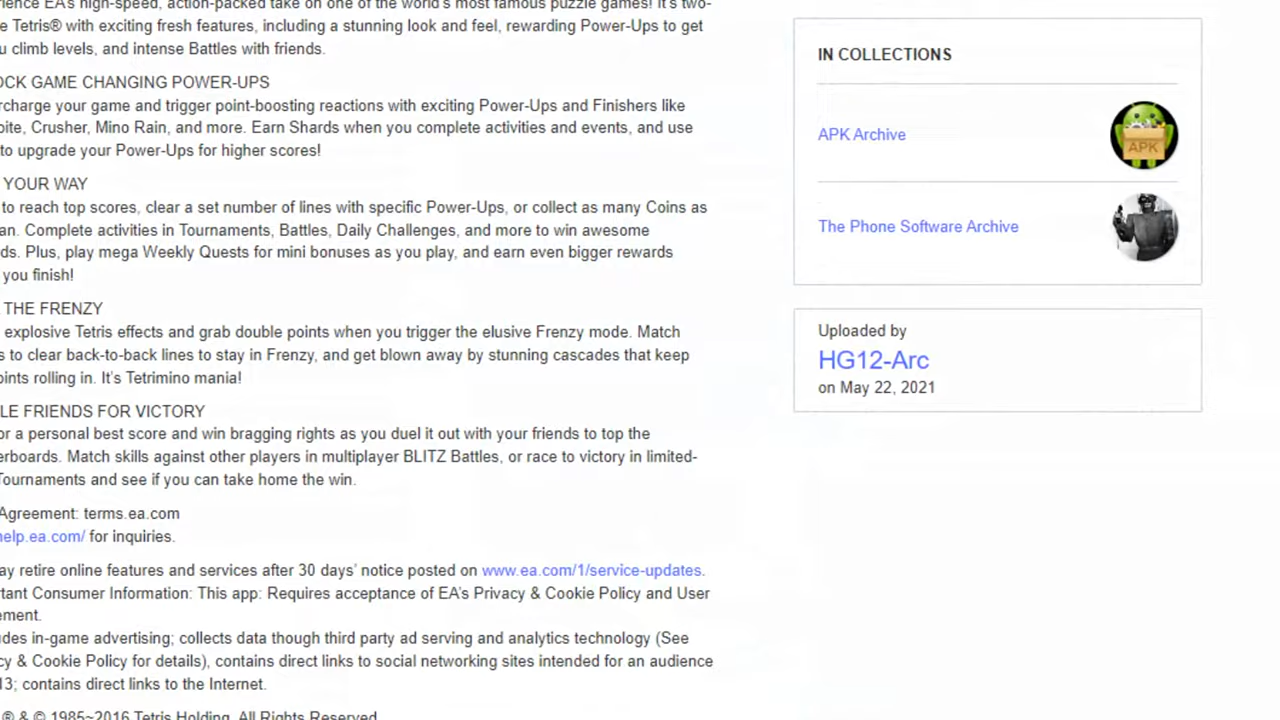 rience EA's high-speed, action-packed take on one of the world's most famous puzzle games! It's two-
e Tetris® with exciting fresh features, including a stunning look and feel, rewarding Power-Ups to get
u climb levels, and intense Battles with friends.
OCK GAME CHANGING POWER-UPS
rcharge your game and trigger point-boosting reactions with exciting Power-Ups and Finishers like
bite, Crusher, Mino Rain, and more. Earn Shards when you complete activities and events, and use
to upgrade your Power-Ups for higher scores!
YOUR WAY
to reach top scores, clear a set number of lines with specific Power-Ups, or collect as many Coins as
an. Complete activities in Tournaments, Battles, Daily Challenges, and more to win awesome
ds. Plus, play mega Weekly Quests for mini bonuses as you play, and earn even bigger rewards
you finish!
THE FRENZY
explosive Tetris effects and grab double points when you trigger the elusive Frenzy mode. Match
s to clear back-to-back lines to stay in Frenzy, and get blown away by stunning cascades that keep
oints rolling in. It's Tetrimino mania!
LE FRIENDS FOR VICTORY
or a personal best score and win bragging rights as you duel it out with your friends to top the
erboards. Match skills against other players in multiplayer BLITZ Battles, or race to victory in limited-
Tournaments and see if you can take home the win.
Agreement: terms.ea.com
help.ea.com/ for inquiries.
ay retire online features and services after 30 days' notice posted on www.ea.com/1/service-updates.
rtant Consumer Information: This app: Requires acceptance of EA's Privacy & Cookie Policy and User
ement.
udes in-game advertising; collects data though third party ad serving and analytics technology (See
cy & Cookie Policy for details), contains direct links to social networking sites intended for an audience
13; contains direct links to the Internet.
® & © 1985~2016 Tetris Holding. All Rights Reserved.
IN COLLECTIONS
APK Archive
APK
The Phone Software Archive
Uploaded by
HG12-Arc
on May 22, 2021